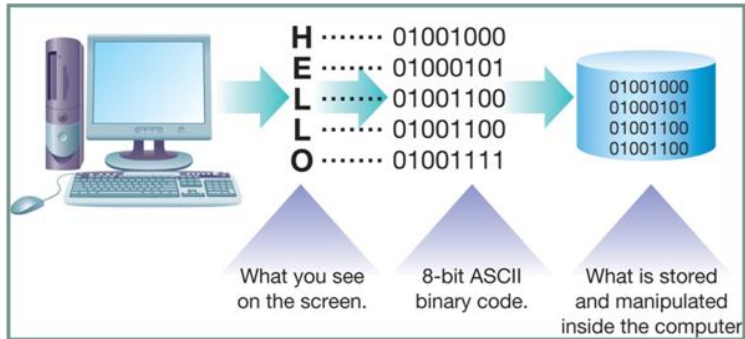 H ······· 01001000
E ······· 01000101
L ······· 01001100
L ······· 01001100
O ······· 01001111
01001000
01000101
01001100
01001100
What you see
on the screen.
8-bit ASCII
binary code.
What is stored
and manipulated
inside the computer